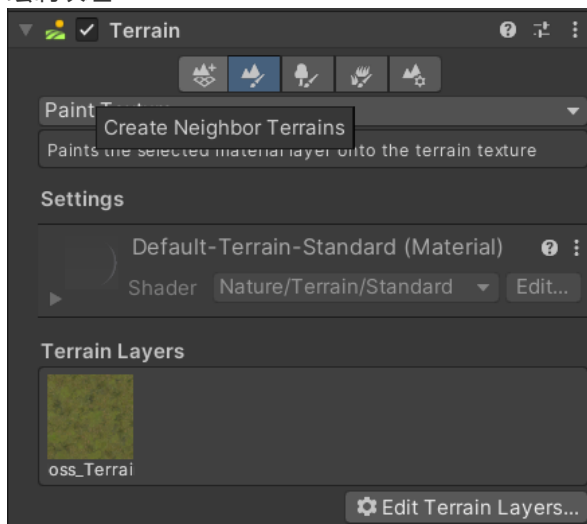 Terrain
Paint Texture
Create Neighbor Terrains
Paints the selected material layer onto the terrain texture
Settings
Default-Terrain-Standard (Material)
Shader Nature/Terrain/Standard Edit...
Terrain Layers
oss_Terrai
Edit Terrain Layers...